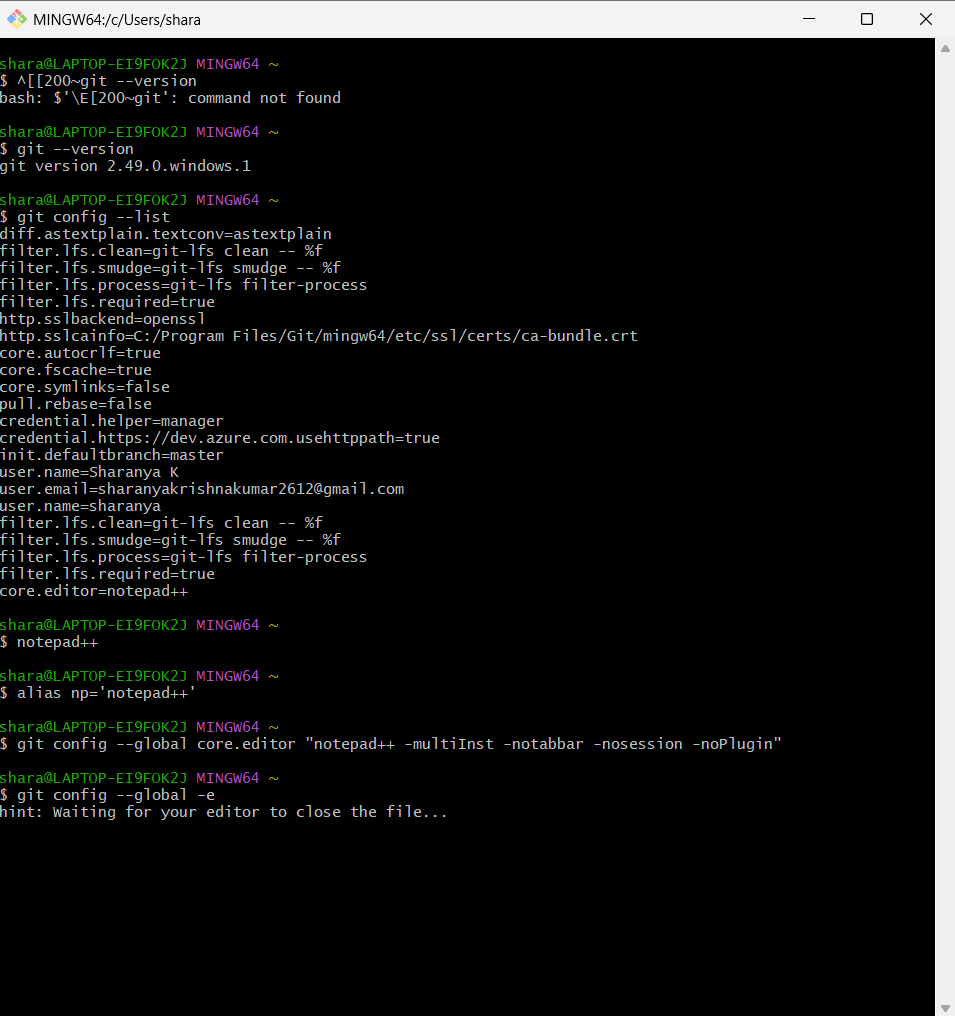 MINGW64:/c/Users/shara
shara@LAPTOP-EI9FOK2J MINGW64 ~
$ ^[[200~git --version
bash: $'\E[200~git': command not found
shara@LAPTOP-EI9FOK2J MINGW64 ~
$ git --version
git version 2.49.0.windows.1
shara@LAPTOP-EI9FOK2J MINGW64 ~
$ git config --list
diff.astextplain.textconv=astextplain
filter.lfs.clean=git-lfs clean -- %f
filter.lfs.smudge=git-lfs smudge -- %f
filter.lfs.process=git-lfs filter-process
filter.lfs.required=true
http.sslbackend=openssl
http.sslcainfo=C:/Program Files/Git/mingw64/etc/ssl/certs/ca-bundle.crt
core.autocrlf=true
core.fscache=true
core.symlinks=false
pull.rebase=false
credential.helper=manager
credential.https://dev.azure.com.usehttppath=true
init.defaultbranch=master
user.name=Sharanya K
user.email=sharanyakrishnakumar2612@gmail.com
user.name=sharanya
filter.lfs.clean=git-lfs clean -- %f
filter.lfs.smudge=git-lfs smudge -- %f
filter.lfs.process=git-lfs filter-process
filter.lfs.required=true
core.editor=notepad++
shara@LAPTOP-EI9FOK2J MINGW64 ~
$ notepad++
shara@LAPTOP-EI9FOK2J MINGW64 ~
$ alias np='notepad++'
shara@LAPTOP-EI9FOK2J MINGW64 ~
$ git config --global core.editor "notepad++ -multiInst -notabbar -nosession -noPlugin"
shara@LAPTOP-EI9FOK2J MINGW64 ~
$ git config --global -e
hint: Waiting for your editor to close the file...